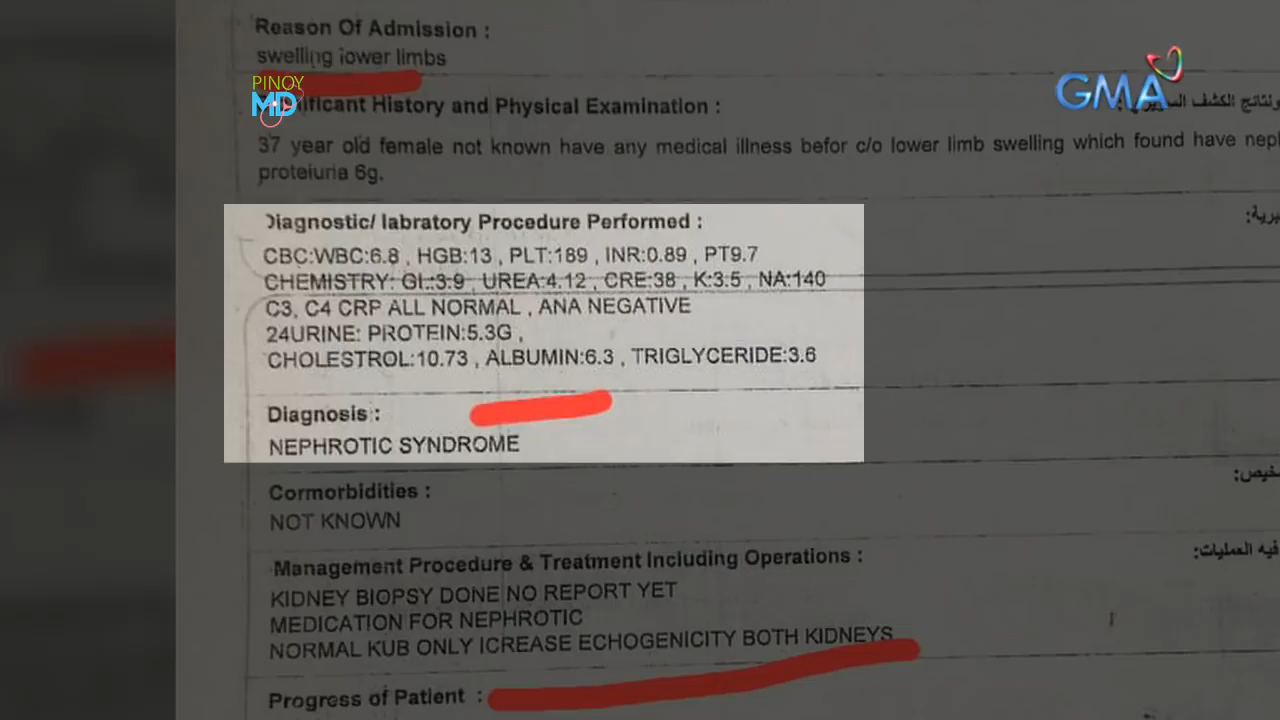 Reason Of Admission :
swelling lower limbs
PINOY
MD
GMA
Significant History and Physical Examination :
ونتائج الكشف السريري:
37 year old female not known have any medical illness befor c/o lower limb swelling which found have
proteiuria 6g.
Diagnostic/ labratory Procedure Performed :
CBC:WBC:6.8 , HGB:13 , PLT:189 , INR:0.89 , PT9.7
CHEMISTRY: GL:3.9 , UREA:4.12 , CRE:38 , K:3.5 , NA:140
C3, C4 CRP ALL NORMAL , ANA NEGATIVE
24URINE: PROTEIN:5.3G ,
CHOLESTROL:10.73 , ALBUMIN:6.3 , TRIGLYCERIDE:3.6
Diagnosis :
NEPHROTIC SYNDROME
Cormorbidities :
NOT KNOWN
Management Procedure & Treatment Including Operations :
فيه العمليات:
KIDNEY BIOPSY DONE NO REPORT YET
MEDICATION FOR NEPHROTIC
NORMAL KUB ONLY ICREASE ECHOGENICITY BOTH KIDNEYS
Progress of Patient :